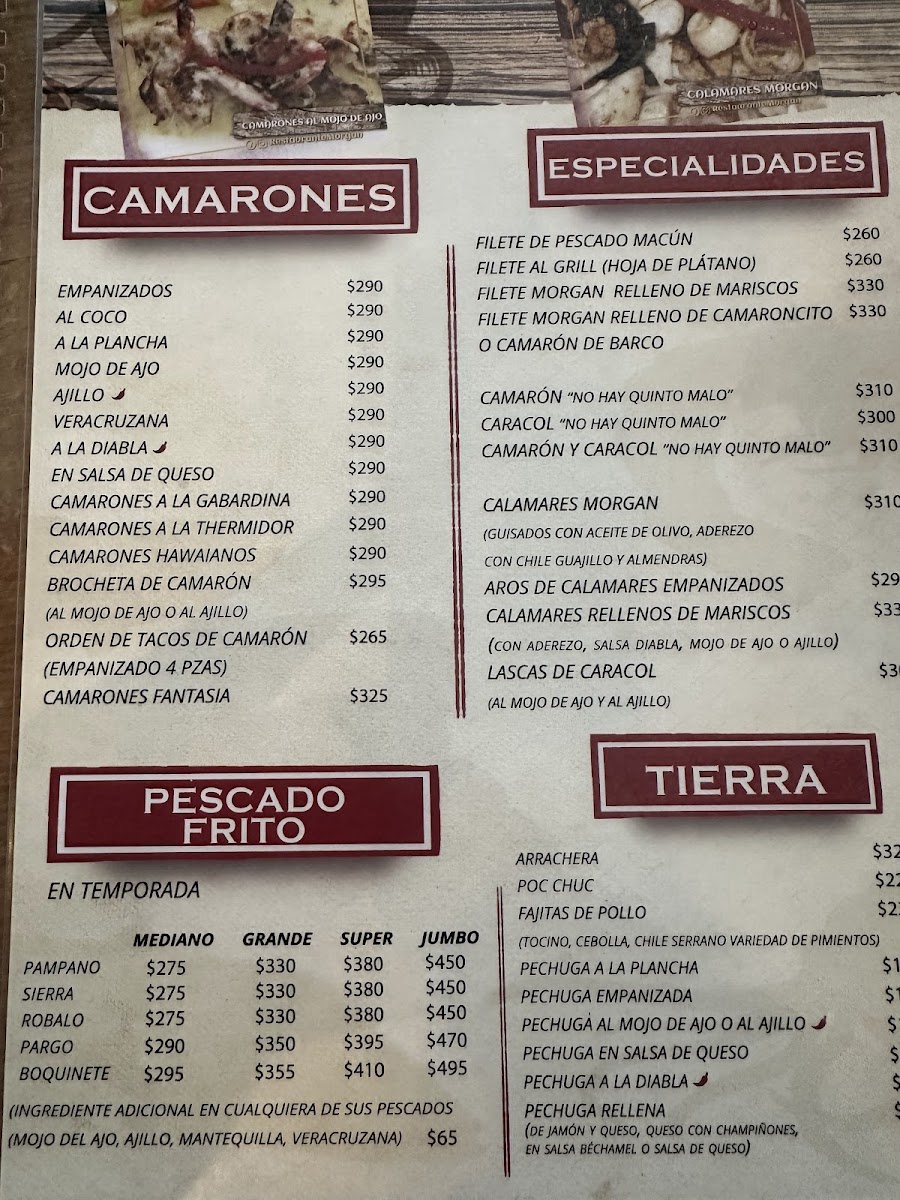 CAMARONES AL MOJO DE AJO
RestauranteMorgan
CALAMARES MORGAN
RestauranteMorgan
CAMARONES
EMPANIZADOS $290
AL COCO $290
A LA PLANCHA $290
MOJO DE AJO $290
AJILLO $290
VERACRUZANA $290
A LA DIABLA $290
EN SALSA DE QUESO $290
CAMARONES A LA GABARDINA $290
CAMARONES A LA THERMIDOR $290
CAMARONES HAWAIANOS $290
BROCHETA DE CAMARÓN $295
(AL MOJO DE AJO O AL AJILLO)
ORDEN DE TACOS DE CAMARÓN $265
(EMPANIZADO 4 PZAS)
CAMARONES FANTASIA $325
PESCADO
FRITO
EN TEMPORADA
MEDIANO GRANDE SUPER JUMBO
PAMPANO $275 $330 $380 $450
SIERRA $275 $330 $380 $450
ROBALO $275 $330 $380 $450
PARGO $290 $350 $395 $470
BOQUINETE $295 $355 $410 $495
(INGREDIENTE ADICIONAL EN CUALQUIERA DE SUS PESCADOS
(MOJO DEL AJO, AJILLO, MANTEQUILLA, VERACRUZANA) $65
ESPECIALIDADES
FILETE DE PESCADO MACÚN $260
FILETE AL GRILL (HOJA DE PLÁTANO) $260
FILETE MORGAN RELLENO DE MARISCOS $330
FILETE MORGAN RELLENO DE CAMARONCITO $330
O CAMARÓN DE BARCO
CAMARÓN “NO HAY QUINTO MALO” $310
CARACOL “NO HAY QUINTO MALO” $300
CAMARÓN Y CARACOL “NO HAY QUINTO MALO” $310
CALAMARES MORGAN $310
(GUISADOS CON ACEITE DE OLIVO, ADEREZO
CON CHILE GUAJILLO Y ALMENDRAS)
AROS DE CALAMARES EMPANIZADOS $29
CALAMARES RELLENOS DE MARISCOS $33
(CON ADEREZO, SALSA DIABLA, MOJO DE AJO O AJILLO)
LASCAS DE CARACOL $30
(AL MOJO DE AJO Y AL AJILLO)
TIERRA
ARRACHERA $32
POC CHUC $22
FAJITAS DE POLLO $23
(TOCINO, CEBOLLA, CHILE SERRANO VARIEDAD DE PIMIENTOS)
PECHUGA A LA PLANCHA $1
PECHUGA EMPANIZADA $1
PECHUGA AL MOJO DE AJO O AL AJILLO $
PECHUGA EN SALSA DE QUESO $
PECHUGA A LA DIABLA $
PECHUGA RELLENA $
(DE JAMÓN Y QUESO, QUESO CON CHAMPIÑONES,
EN SALSA BÉCHAMEL O SALSA DE QUESO)